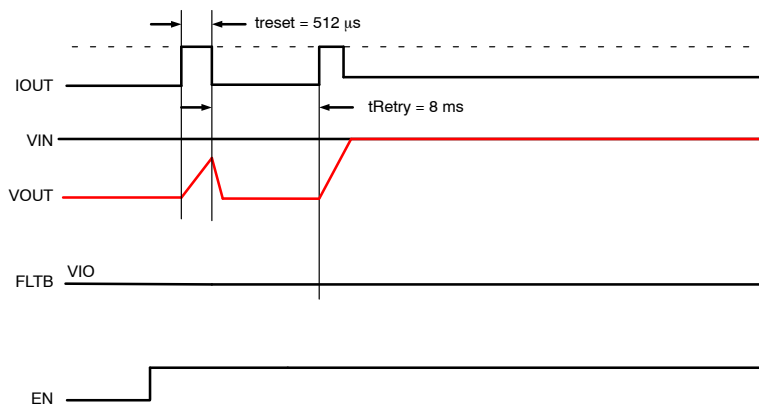 treset = 512 μs
IOUT
tRetry = 8 ms
VIN
VOUT
VIO
FLTB
EN